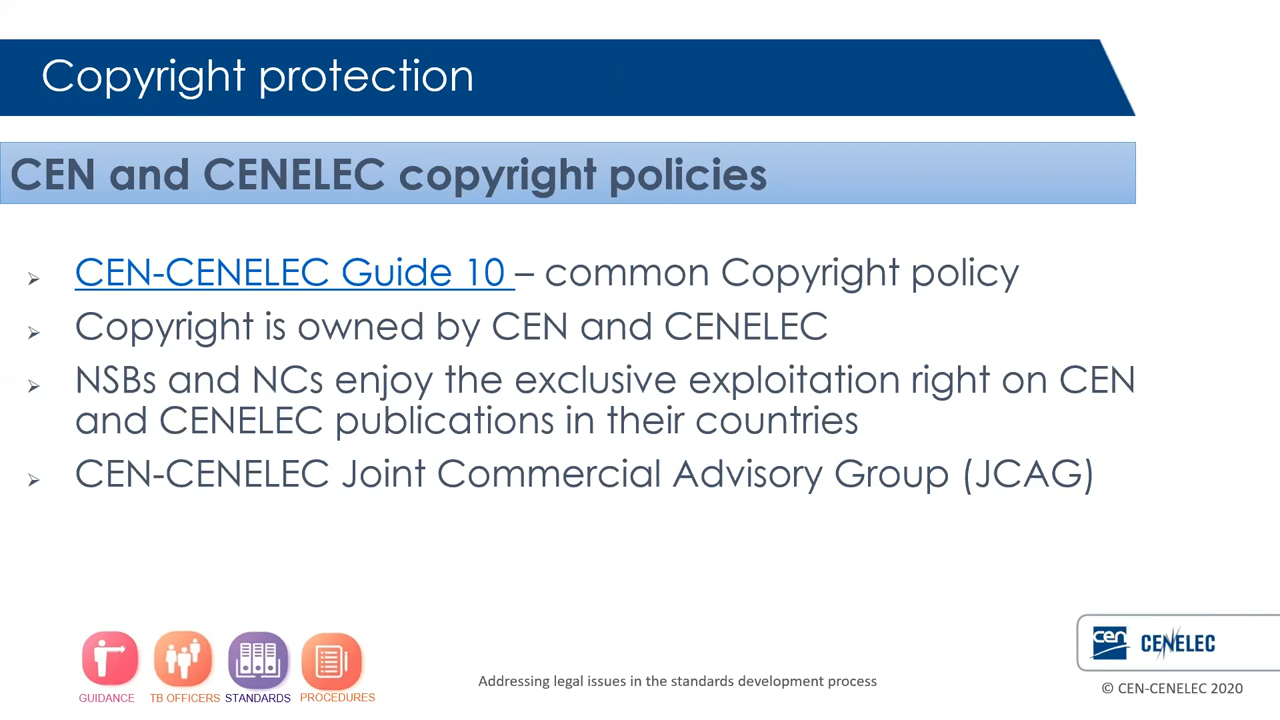 Copyright protection
CEN and CENELEC copyright policies
CEN-CENELEC Guide 10 – common Copyright policy
Copyright is owned by CEN and CENELEC
NSBs and NCs enjoy the exclusive exploitation right on CEN
and CENELEC publications in their countries
CEN-CENELEC Joint Commercial Advisory Group (JCAG)
GUIDANCE TB OFFICERS STANDARDS PROCEDURES
Addressing legal issues in the standards development process
cen CENELEC
© CEN-CENELEC 2020